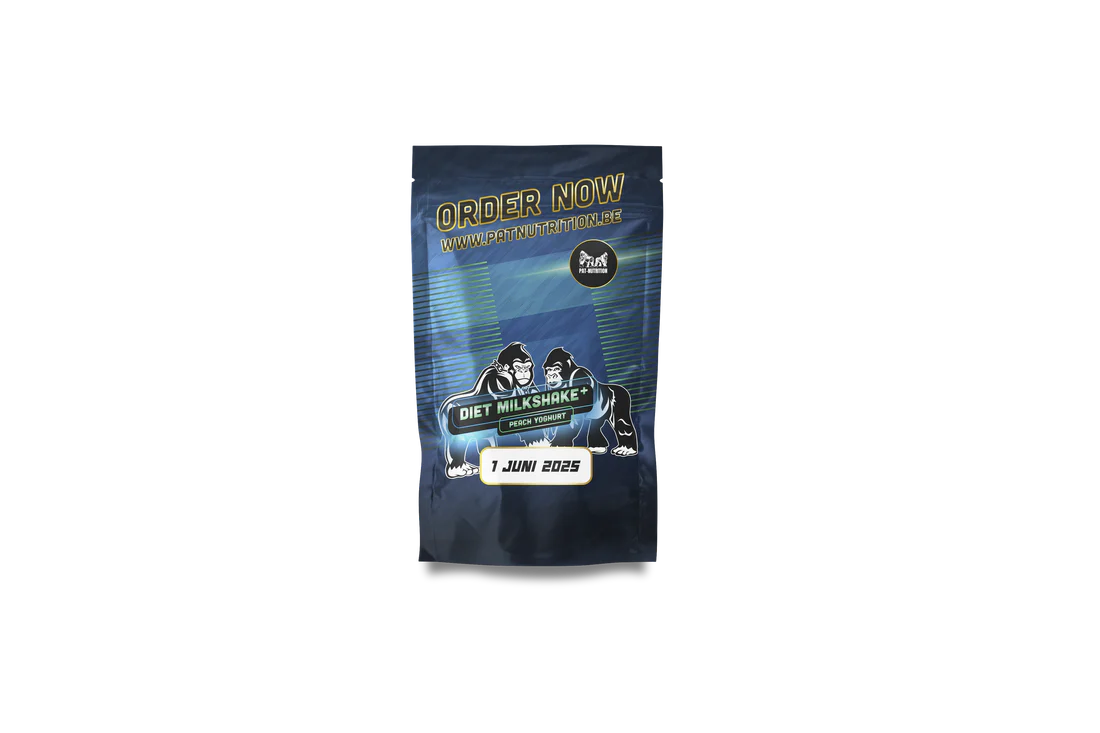 ORDER NOW
WWW.PATNUTRITION.BE
PAT-NUTRITION
DIET MILKSHAKE+
PEACH YOGHURT
1 JUNI 2025